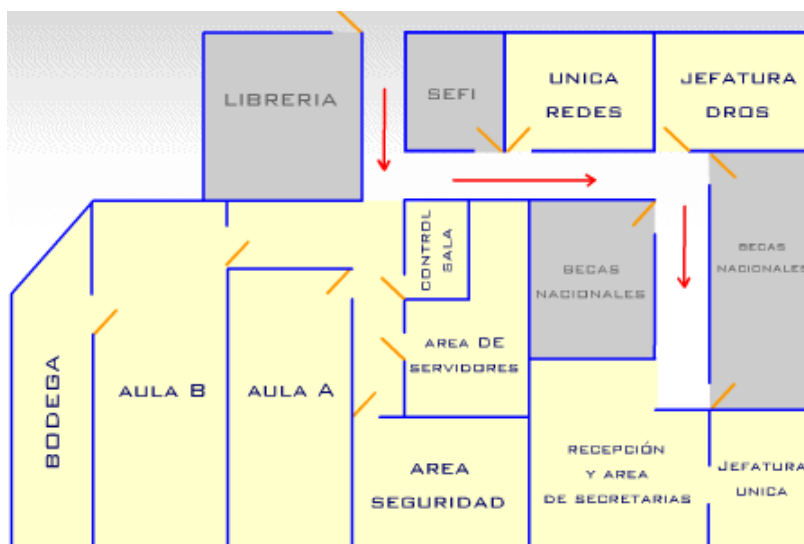 LIBRERIA
SEFI
UNICA
REDES
JEFATURA
DROS
CONTROL
SALA
BECAS
NACIONALES
BECAS
NACIONALES
AREA DE
SERVIDORES
BODEGA
AULA B
AULA A
AREA
SEGURIDAD
RECEPCIÓN
Y AREA
DE SECRETARIAS
JEFATURA
UNICA